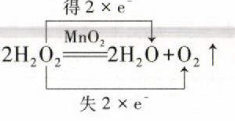 得 2 × e⁻
MnO₂
2H₂O₂══2H₂O+O₂↑
失 2 × e⁻